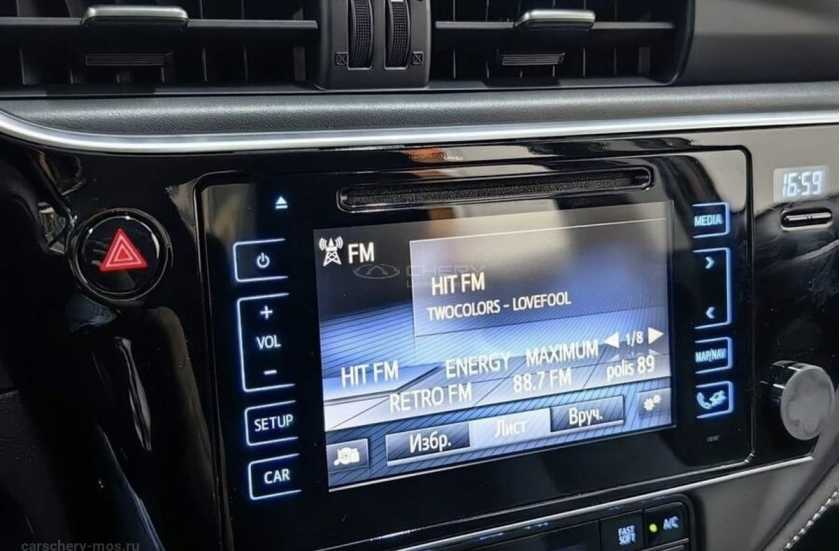 16:59
MEDIA
FM
CHERY
HIT FM
TWOCOLORS - LOVEFOOL
+
VOL
-
1/8
HIT FM
ENERGY
MAXIMUM
MAP/NAV
RETRO FM
88.7 FM
polis 89
SETUP
Избр.
Лист
Вруч.
CAR
FAST
SOFT
A/C
carschery-mos.ru